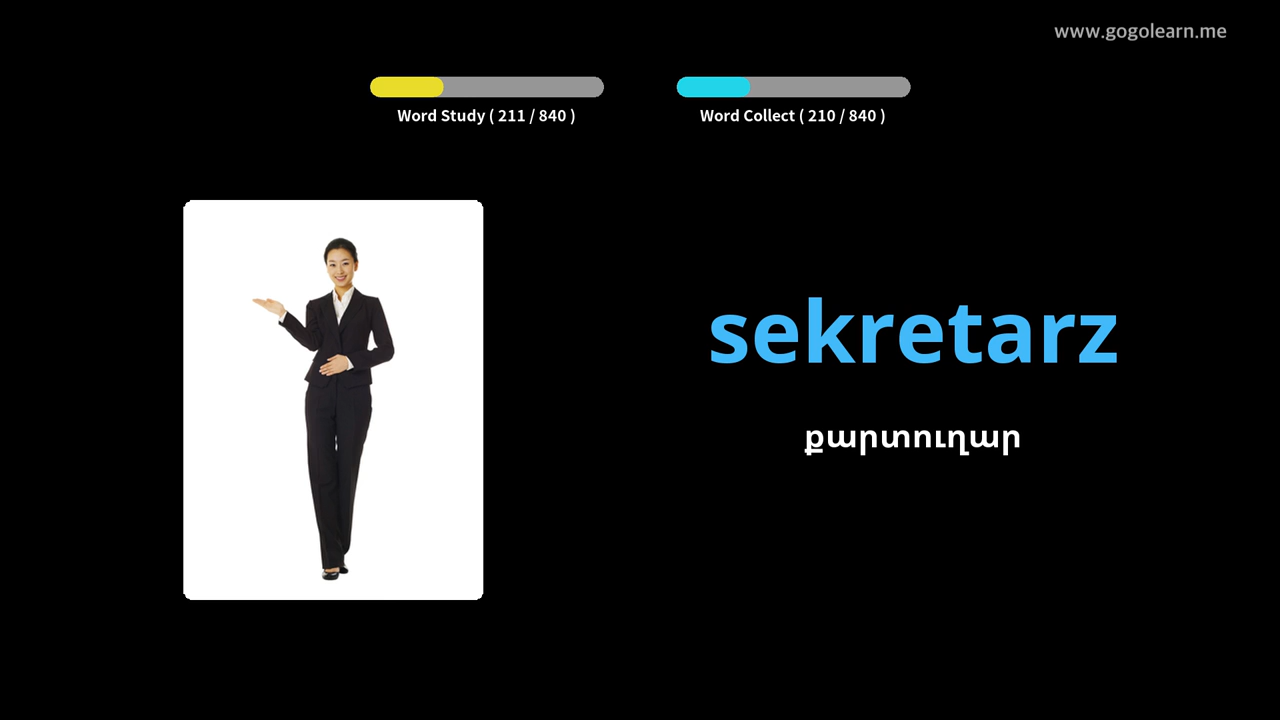 www.gogolearn.me
Word Study ( 211 / 840 )
Word Collect ( 210 / 840 )
sekretarz
քարտուղար